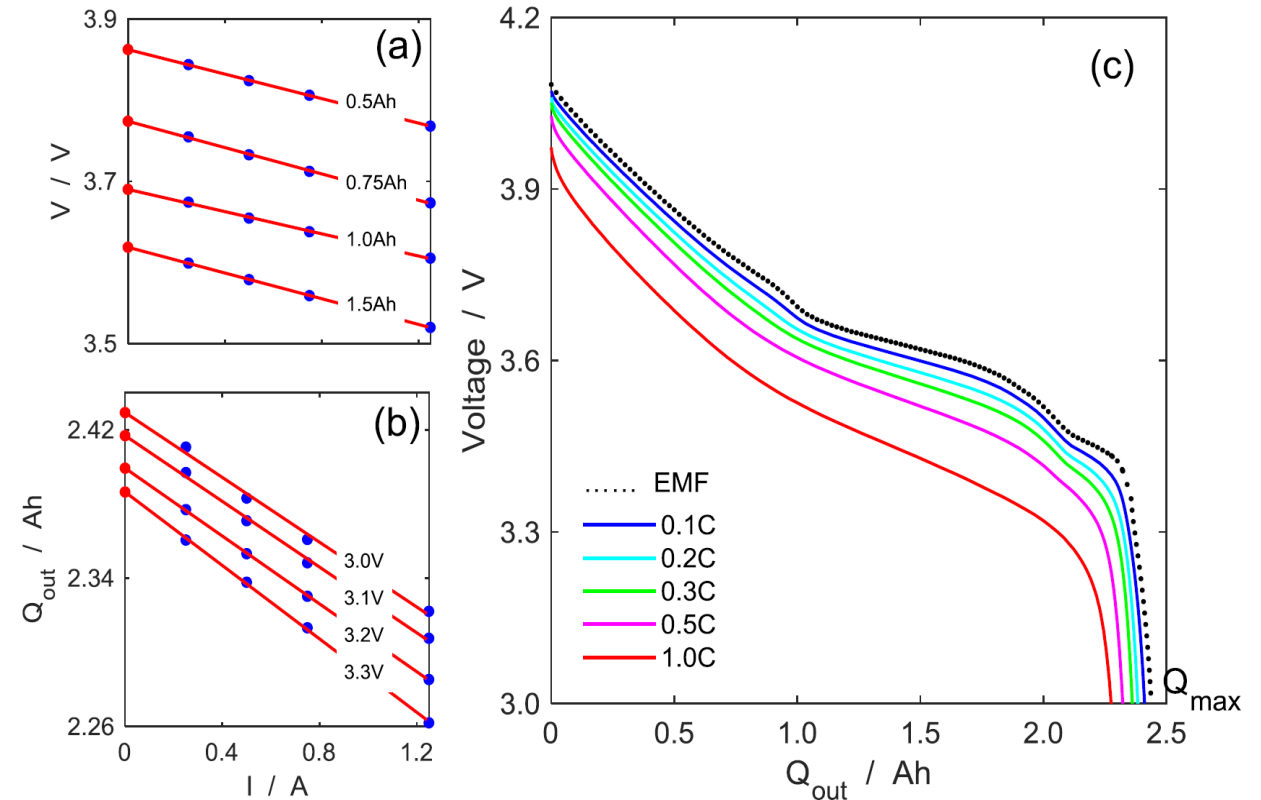 (a)
3.9
3.7
3.5
V / V
0.5Ah
0.75Ah
1.0Ah
1.5Ah
(b)
2.42
2.34
2.26
Qout / Ah
3.0V
3.1V
3.2V
3.3V
0 0.4 0.8 1.2
I / A
(c)
4.2
3.9
3.6
3.3
3.0
Voltage / V
EMF
0.1C
0.2C
0.3C
0.5C
1.0C
Qmax
0 0.5 1.0 1.5 2.0 2.5
Qout / Ah